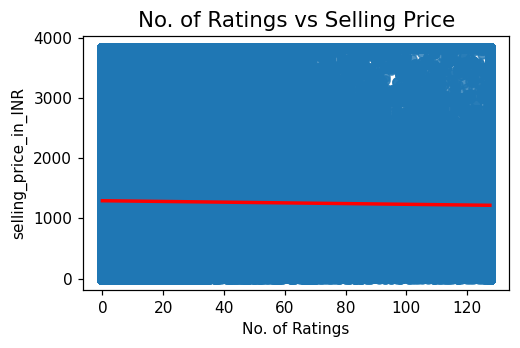 No. of Ratings vs Selling Price
selling_price_in_INR
4000
3000
2000
1000
0
0 20 40 60 80 100 120
No. of Ratings